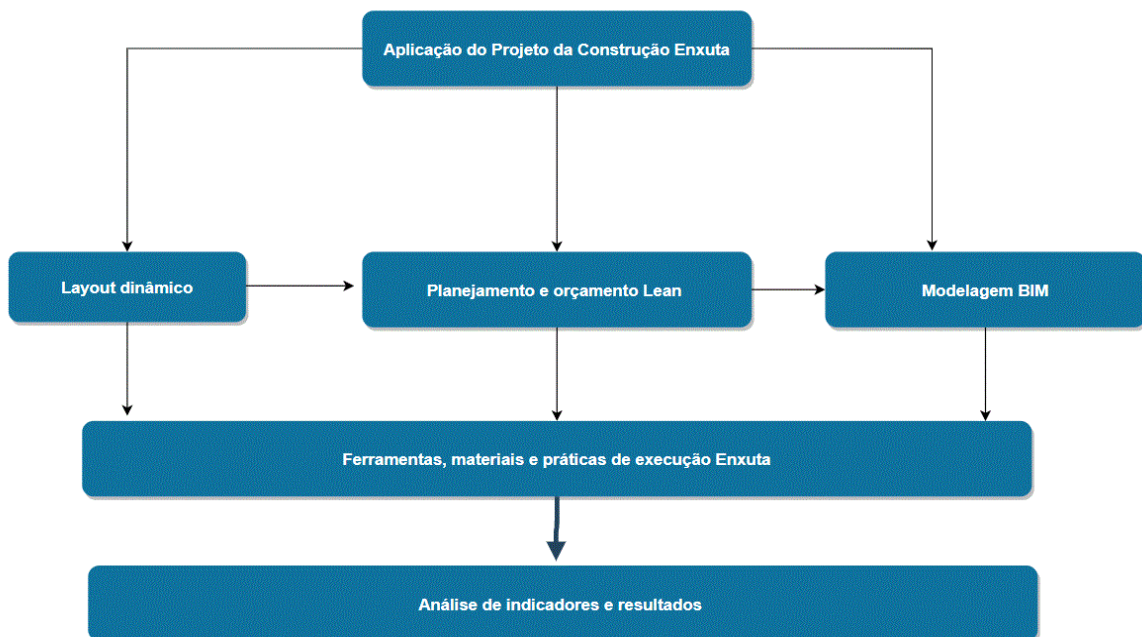 Aplicação do Projeto da Construção Enxuta
Layout dinâmico
Planejamento e orçamento Lean
Modelagem BIM
Ferramentas, materiais e práticas de execução Enxuta
Análise de indicadores e resultados